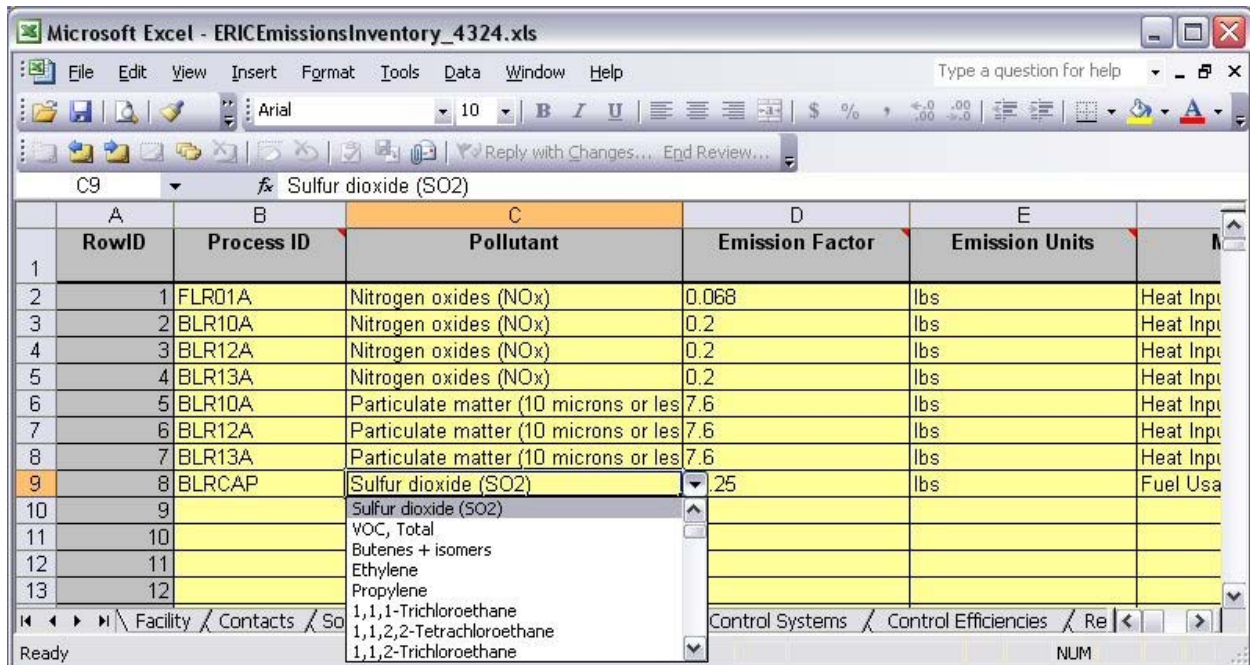 Microsoft Excel - ERICEmissionsInventory_4324.xls
File Edit View Insert Format Tools Data Window Help Type a question for help
Arial 10 B I U $ % ,
Reply with Changes... End Review...
C9 fx Sulfur dioxide (SO2)
A B C D E
RowID Process ID Pollutant Emission Factor Emission Units
1
2 1 FLR01A Nitrogen oxides (NOx) 0.068 lbs Heat Inpu
3 2 BLR10A Nitrogen oxides (NOx) 0.2 lbs Heat Inpu
4 3 BLR12A Nitrogen oxides (NOx) 0.2 lbs Heat Inpu
5 4 BLR13A Nitrogen oxides (NOx) 0.2 lbs Heat Inpu
6 5 BLR10A Particulate matter (10 microns or les 7.6 lbs Heat Inpu
7 6 BLR12A Particulate matter (10 microns or les 7.6 lbs Heat Inpu
8 7 BLR13A Particulate matter (10 microns or les 7.6 lbs Heat Inpu
9 8 BLRCAP Sulfur dioxide (SO2) .25 lbs Fuel Usa
10 9 Sulfur dioxide (SO2)
VOC, Total
11 10 Butenes + isomers
12 11 Ethylene
13 12 Propylene
1,1,1-Trichloroethane
Facility Contacts So 1,1,2,2-Tetrachloroethane Control Systems Control Efficiencies Re
Ready 1,1,2-Trichloroethane NUM